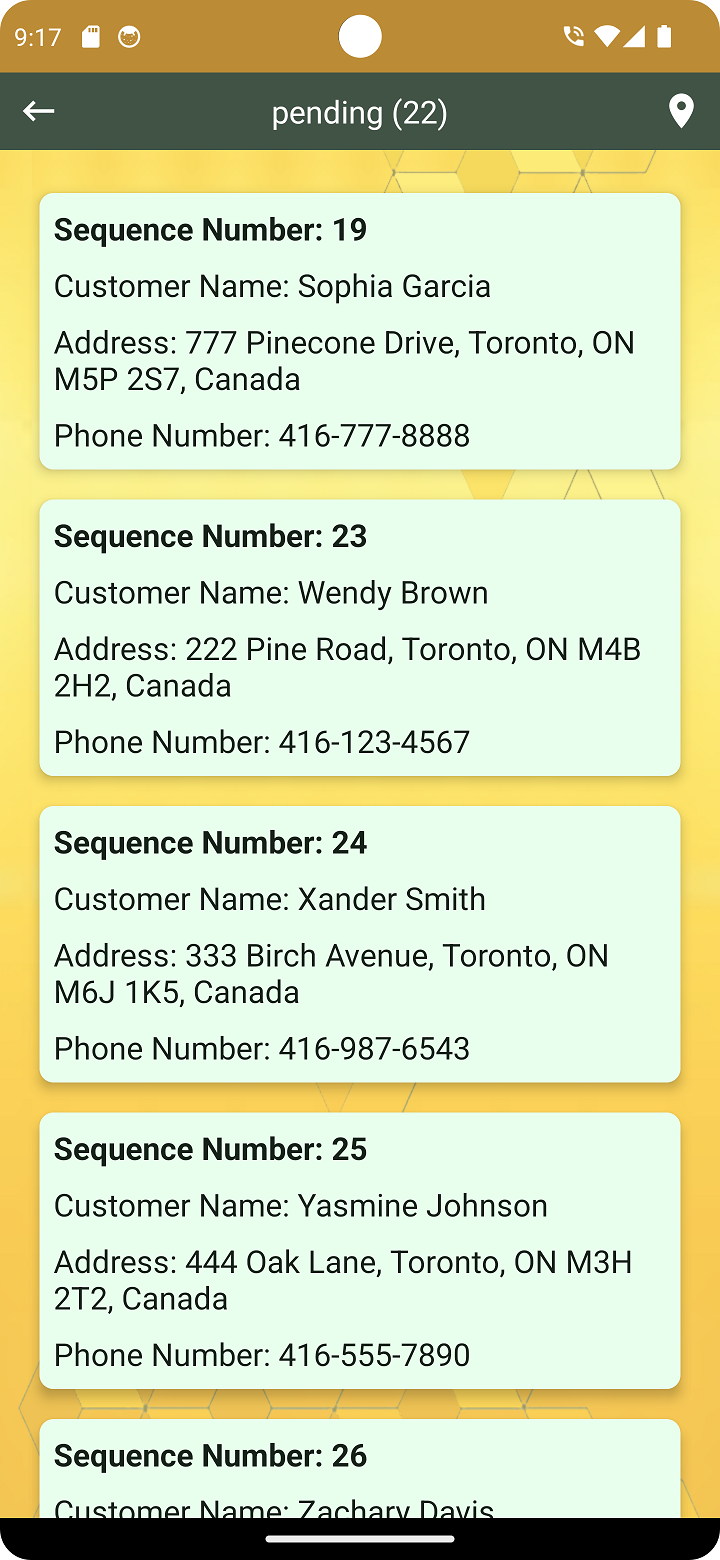 9:17
pending (22)
Sequence Number: 19
Customer Name: Sophia Garcia
Address: 777 Pinecone Drive, Toronto, ON
M5P 2S7, Canada
Phone Number: 416-777-8888
Sequence Number: 23
Customer Name: Wendy Brown
Address: 222 Pine Road, Toronto, ON M4B
2H2, Canada
Phone Number: 416-123-4567
Sequence Number: 24
Customer Name: Xander Smith
Address: 333 Birch Avenue, Toronto, ON
M6J 1K5, Canada
Phone Number: 416-987-6543
Sequence Number: 25
Customer Name: Yasmine Johnson
Address: 444 Oak Lane, Toronto, ON M3H
2T2, Canada
Phone Number: 416-555-7890
Sequence Number: 26
Customer Name: Zachary Davis